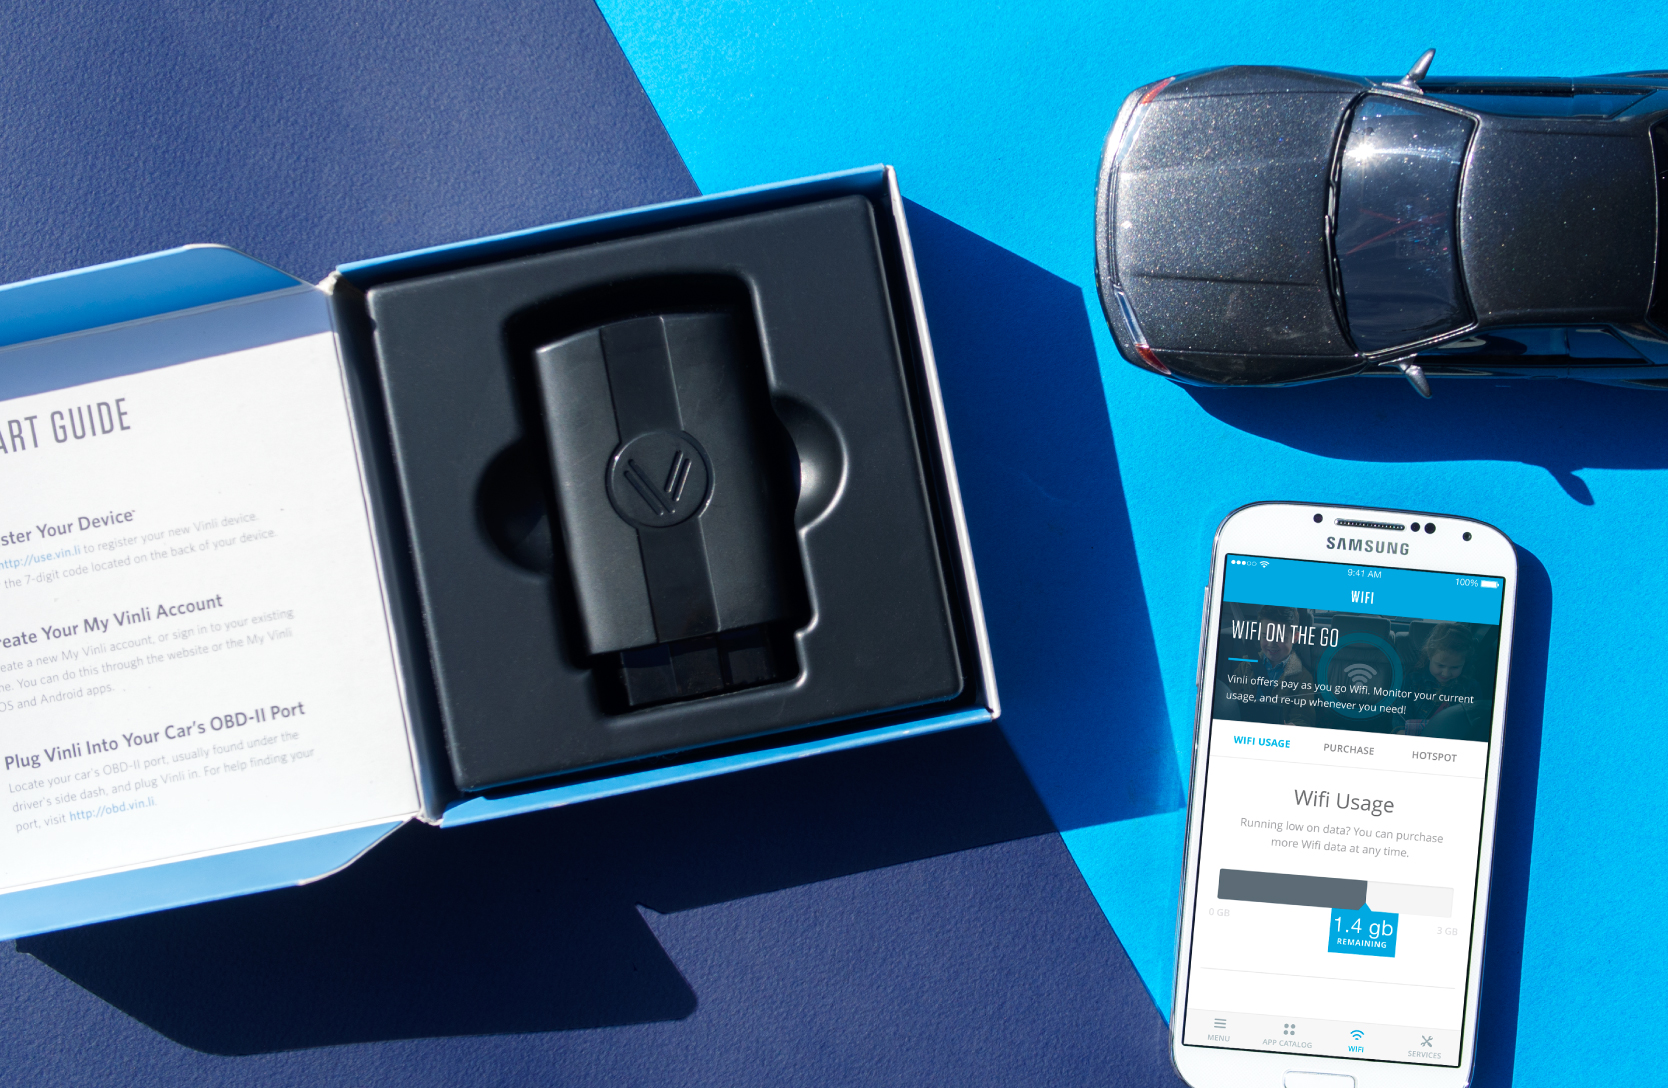 ART GUIDE
ster Your Device
http://use.vin.li to register your new Vinli device.
the 7-digit code located on the back of your device.
reate Your My Vinli Account
eate a new My Vinli account, or sign in to your existing
ne. You can do this through the website or the My Vinli
OS and Android apps.
Plug Vinli Into Your Car's OBD-II Port
Locate your car's OBD-II port, usually found under the
driver's side dash, and plug Vinli in. For help finding your
port, visit http://obd.vin.li.
SAMSUNG
9:41 AM
100%
WIFI
WIFI ON THE GO
Vinli offers pay as you go Wifi. Monitor your current
usage, and re-up whenever you need!
WIFI USAGE PURCHASE HOTSPOT
Wifi Usage
Running low on data? You can purchase
more Wifi data at any time.
0 GB
3 GB
1.4 gb
REMAINING
MENU APP CATALOG WIFI SERVICES